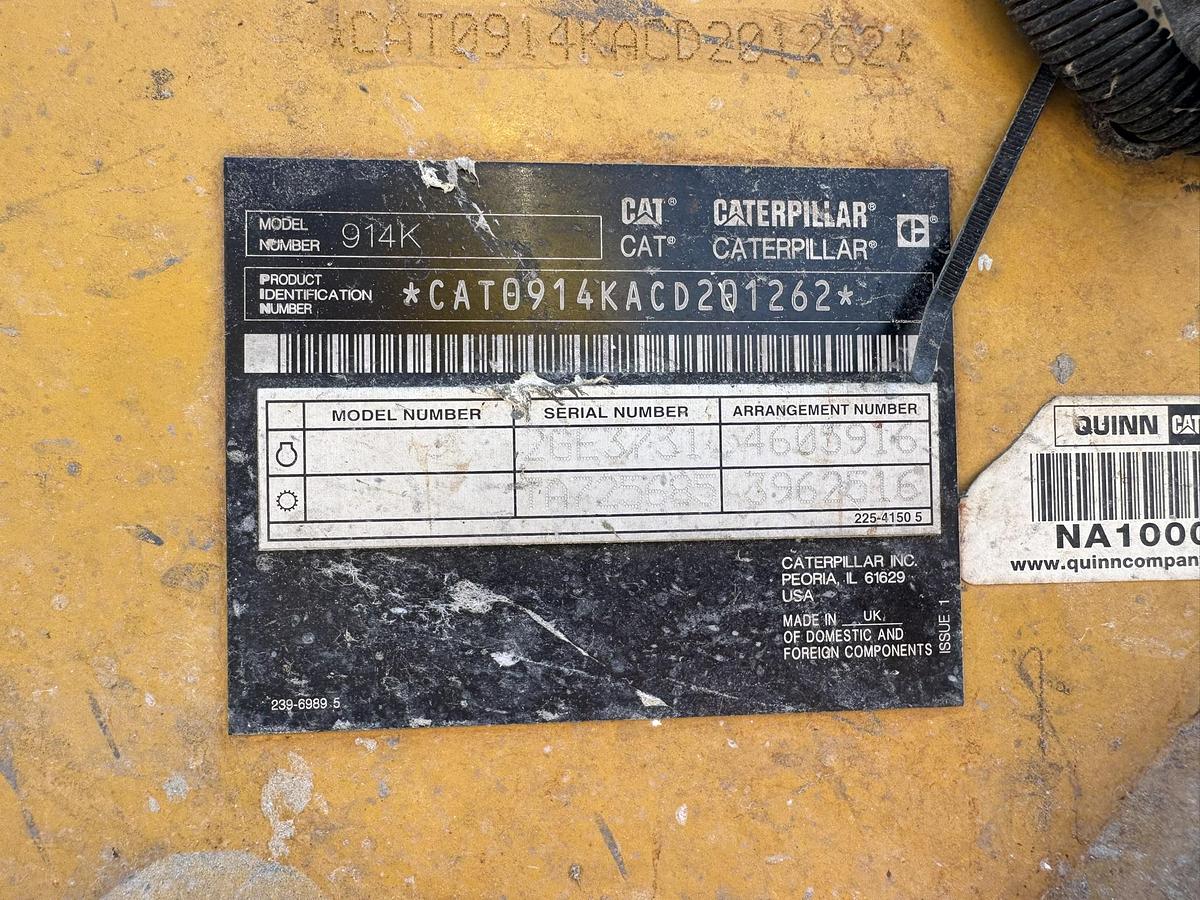 *CAT0914KACD201262*
MODEL NUMBER 914K
CAT® CATERPILLAR® ®
CAT® CATERPILLAR®
PRODUCT IDENTIFICATION NUMBER *CAT0914KACD201262*
MODEL NUMBER SERIAL NUMBER ARRANGEMENT NUMBER
4603916
3962516
225-4150 5
CATERPILLAR INC.
PEORIA, IL 61629
USA
MADE IN UK
OF DOMESTIC AND
FOREIGN COMPONENTS
ISSUE 1
239-6989 5
QUINN CAT
NA1000
www.quinncompan